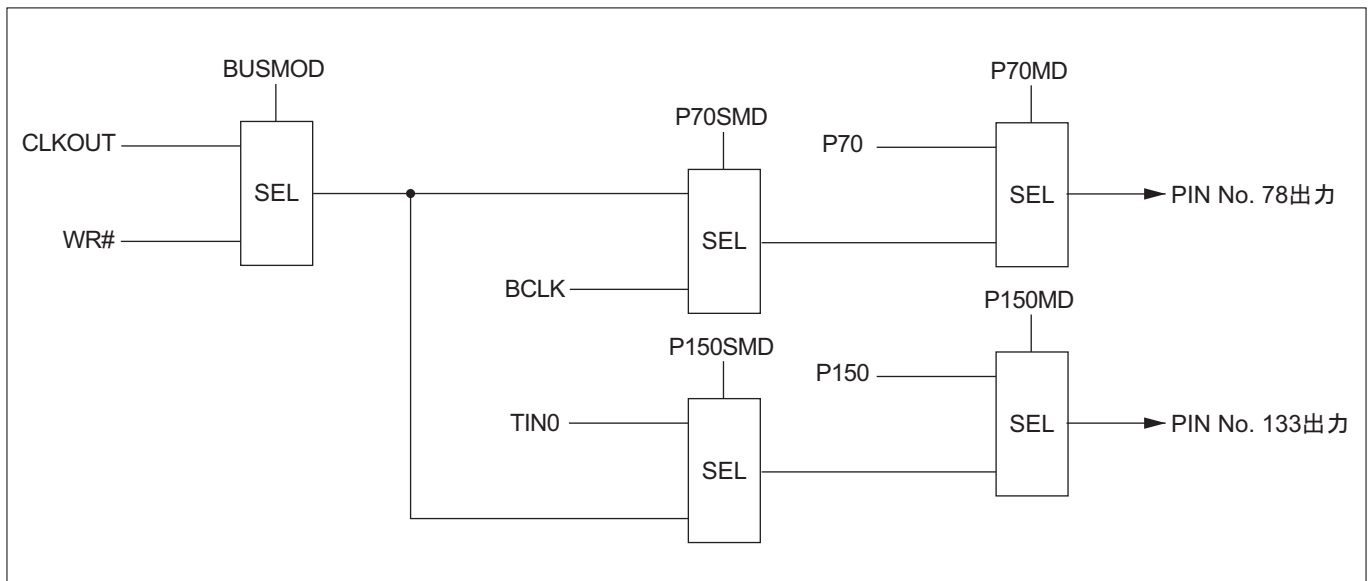 BUSMOD
CLKOUT
SEL
WR#
P70SMD
SEL
BCLK
P70MD
P70
SEL
PIN No. 78出力
P150SMD
TIN0
SEL
P150MD
P150
SEL
PIN No. 133出力